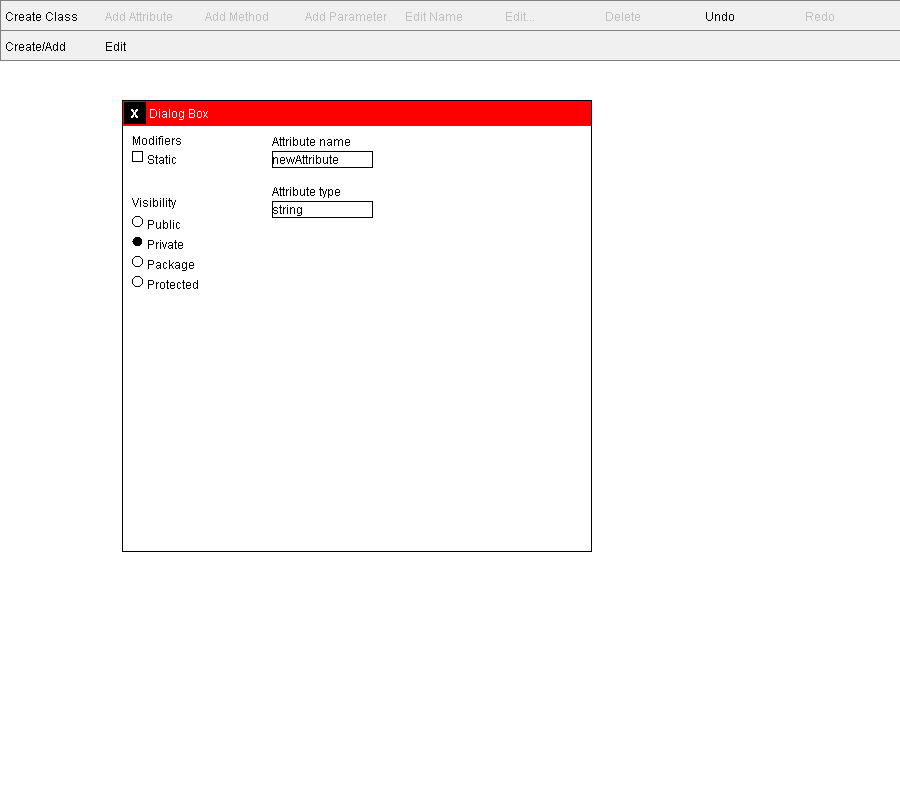 Create Class Add Attribute Add Method Add Parameter Edit Name Edit... Delete Undo Redo
Create/Add Edit
X Dialog Box
Modifiers
Static
Visibility
Public
Private
Package
Protected
Attribute name
newAttribute
Attribute type
string